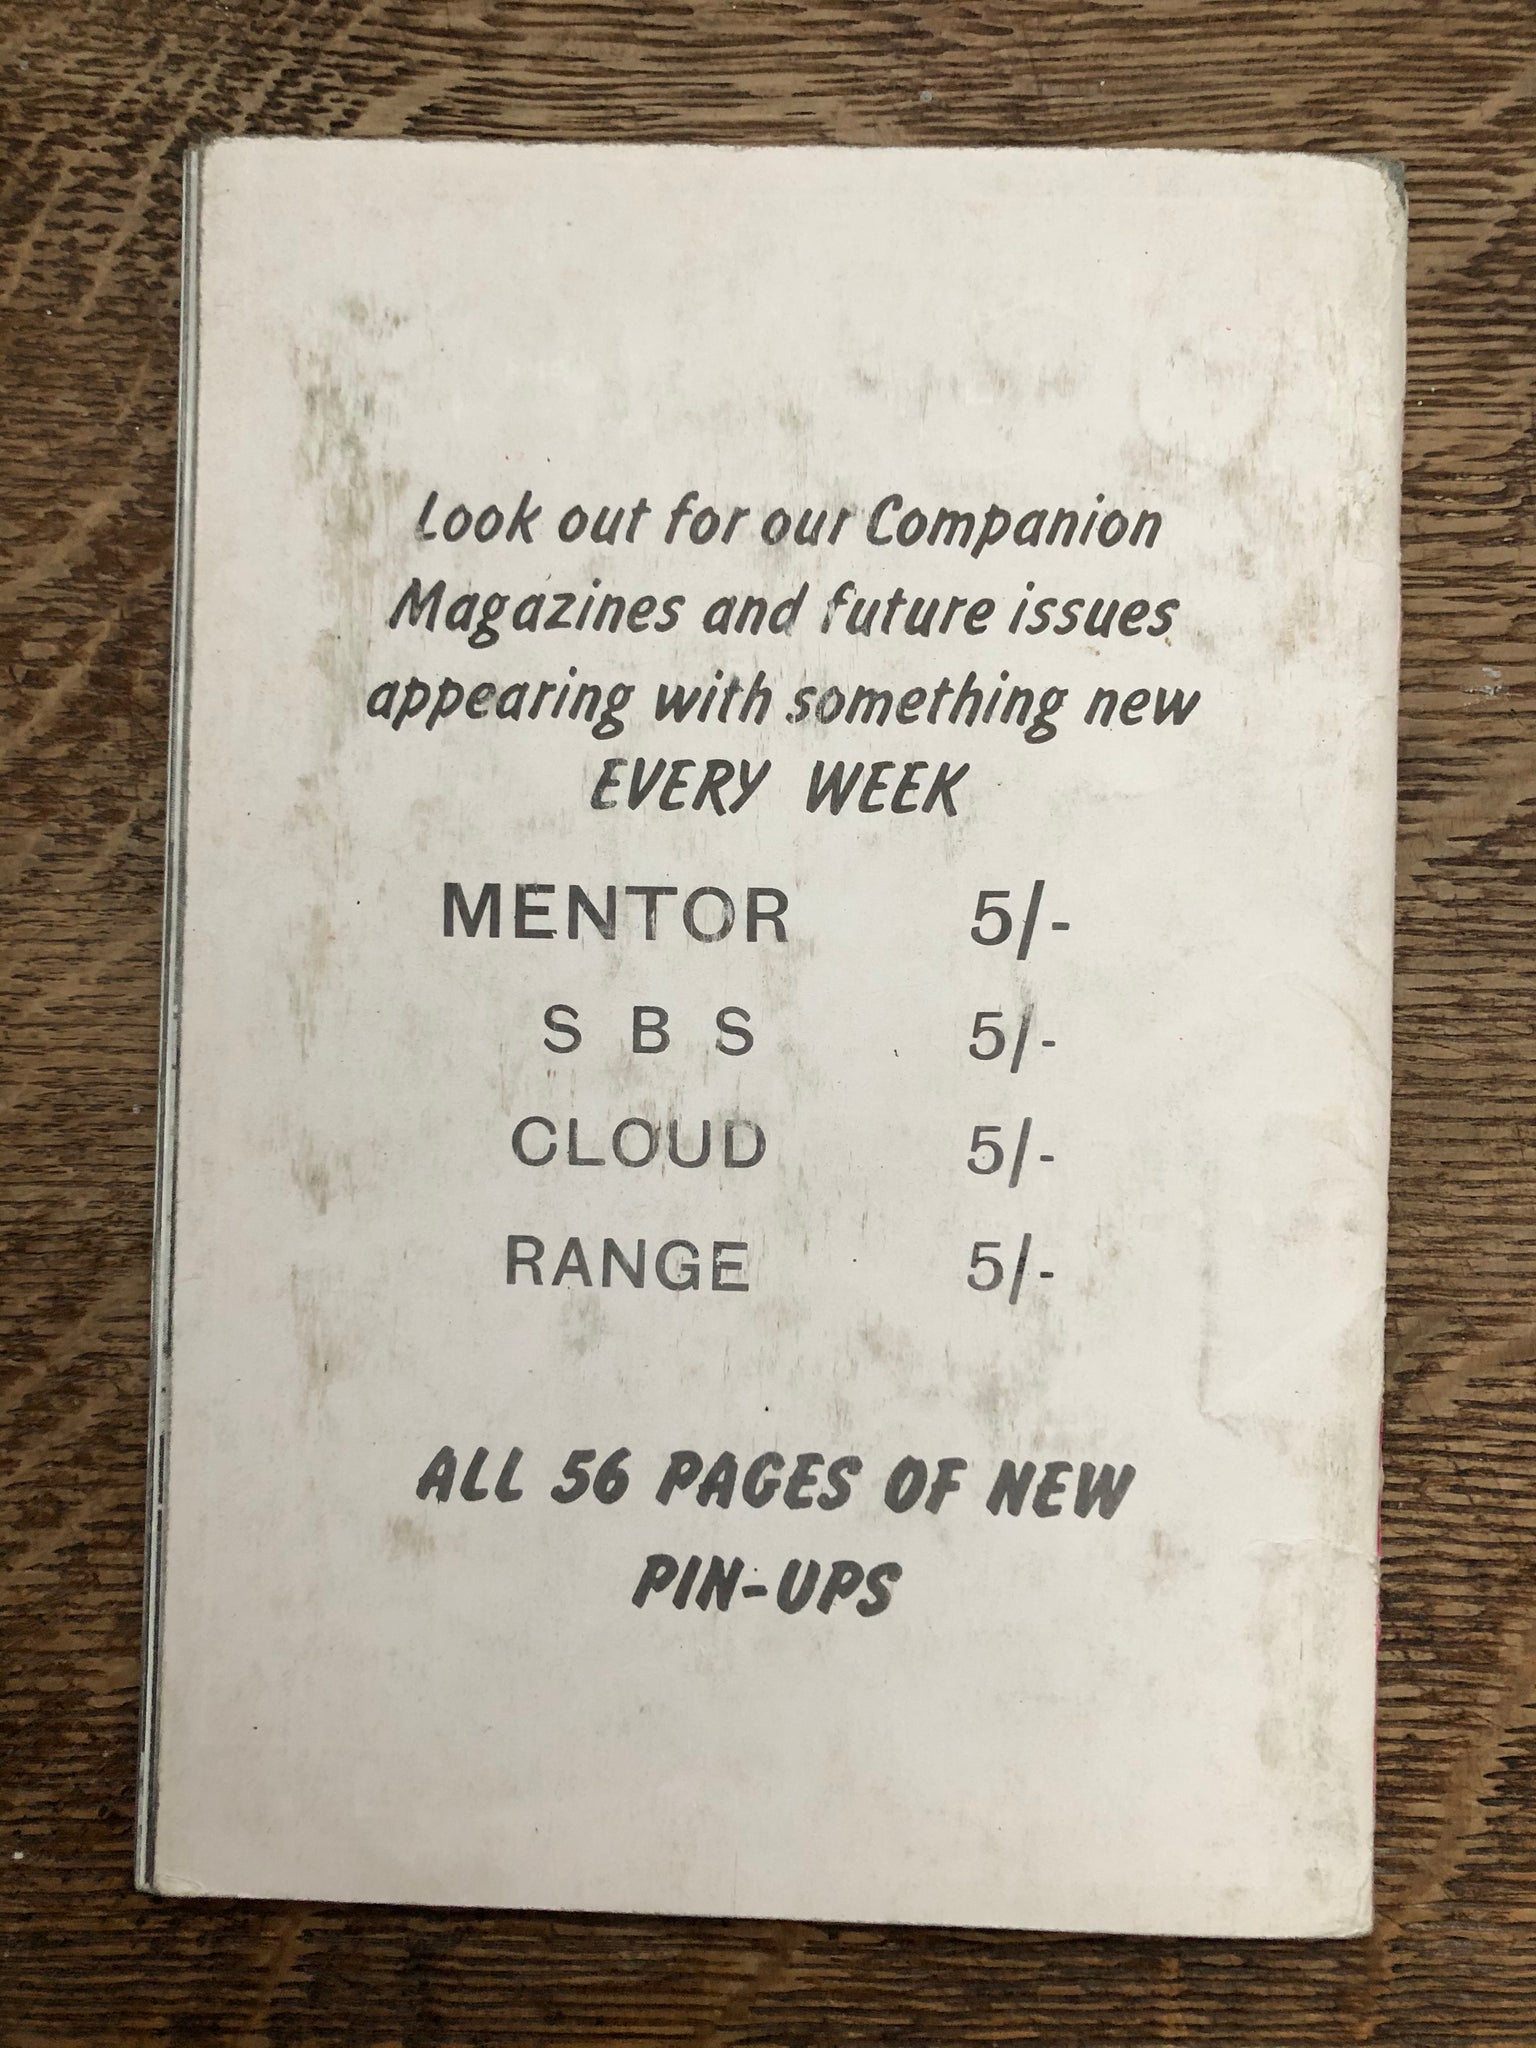 Look out for our Companion
Magazines and future issues
appearing with something new
EVERY WEEK
MENTOR 5/-
S B S 5/-
CLOUD 5/-
RANGE 5/-
ALL 56 PAGES OF NEW
PIN-UPS